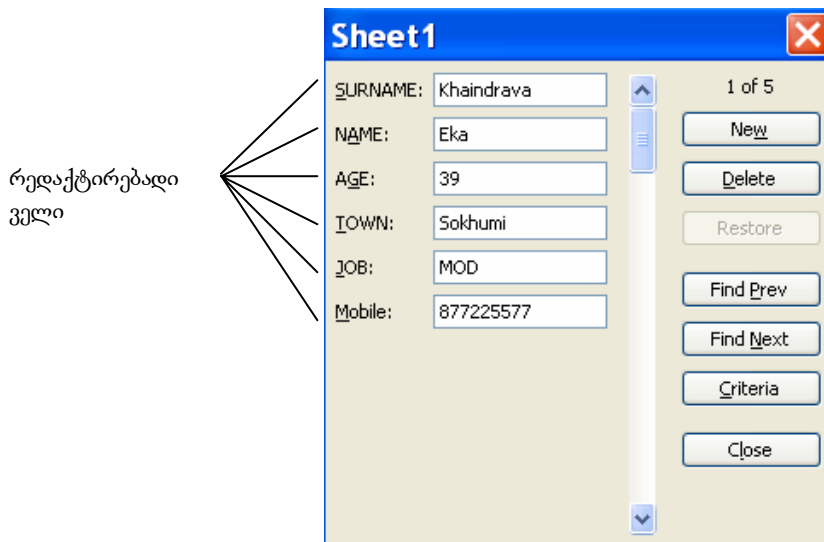 Sheet1
SURNAME: Khaindrava
NAME: Eka
AGE: 39
TOWN: Sokhumi
JOB: MOD
Mobile: 877225577
რედაქტირებადი
ველი
1 of 5
New
Delete
Restore
Find Prev
Find Next
Criteria
Close